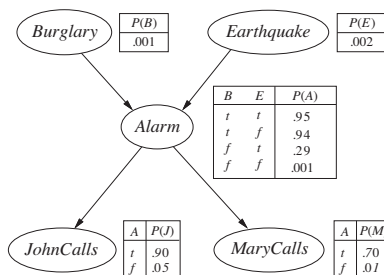 Burglary
P(B)
.001
Earthquake
P(E)
.002
Alarm
B E P(A)
t t .95
t f .94
f t .29
f f .001
JohnCalls
A P(J)
t .90
f .05
MaryCalls
A P(M
t .70
f .01